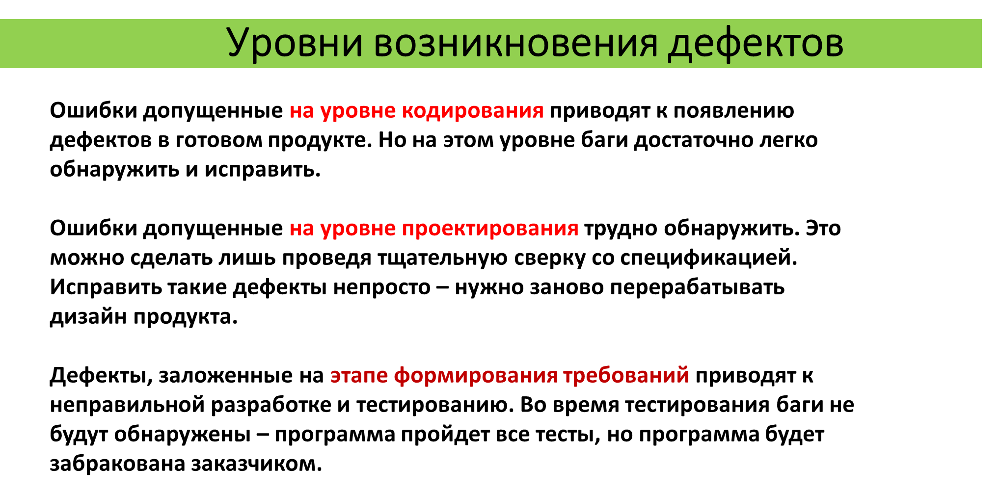 Уровни возникновения дефектов
Ошибки допущенные на уровне кодирования приводят к появлению
дефектов в готовом продукте. Но на этом уровне баги достаточно легко
обнаружить и исправить.
Ошибки допущенные на уровне проектирования трудно обнаружить. Это
можно сделать лишь проведя тщательную сверку со спецификацией.
Исправить такие дефекты непросто – нужно заново перерабатывать
дизайн продукта.
Дефекты, заложенные на этапе формирования требований приводят к
неправильной разработке и тестированию. Во время тестирования баги не
будут обнаружены – программа пройдет все тесты, но программа будет
забракована заказчиком.